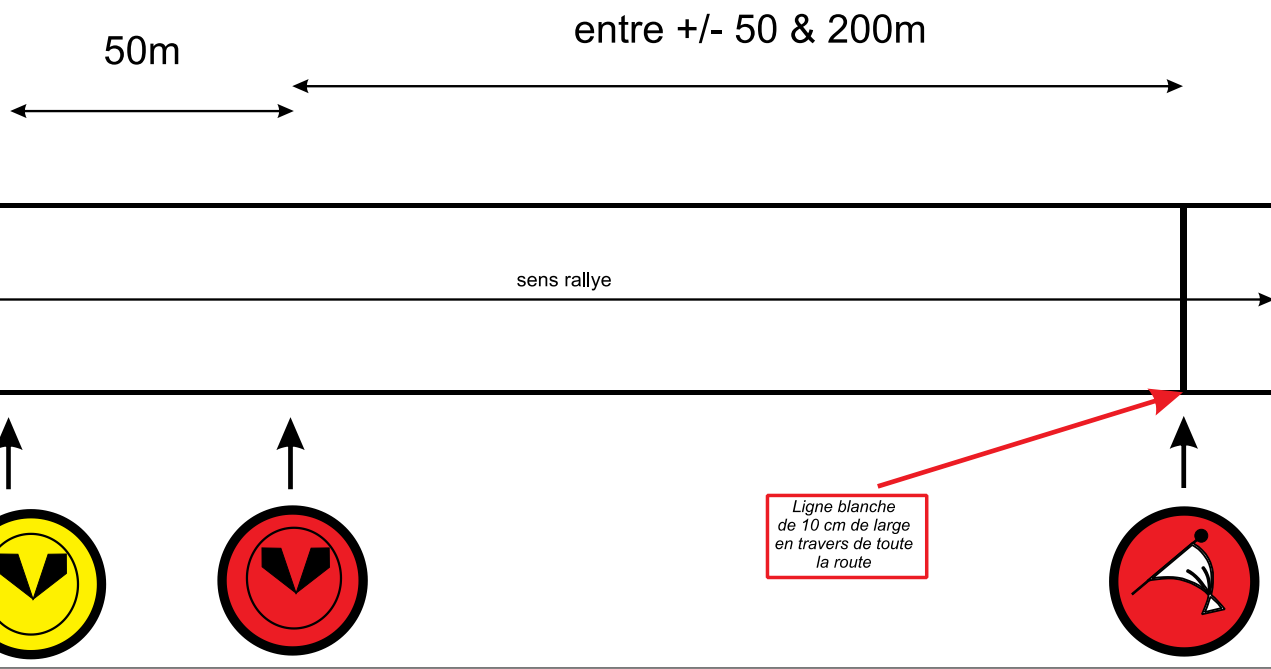 entre +/- 50 & 200m
50m
sens rallye
Ligne blanche
de 10 cm de large
en travers de toute
la route